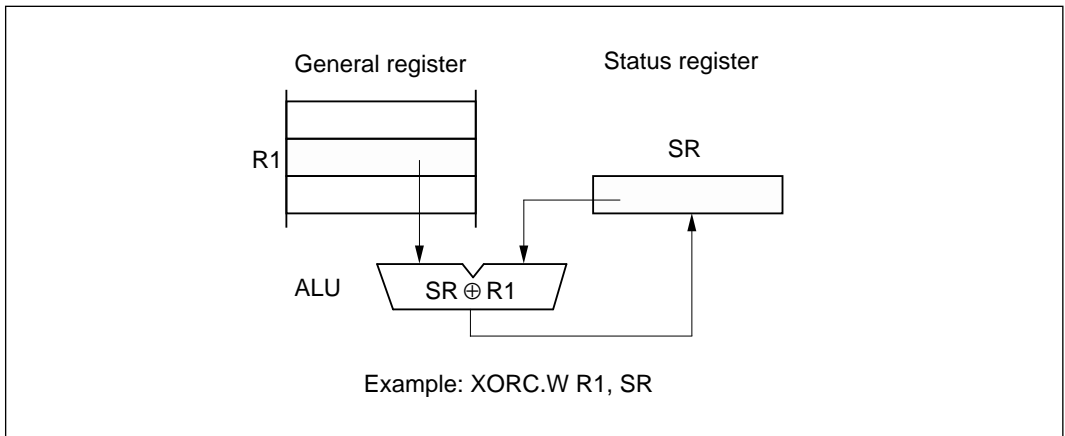 General register
Status register
R1
SR
ALU
SR ⊕ R1
Example: XORC.W R1, SR